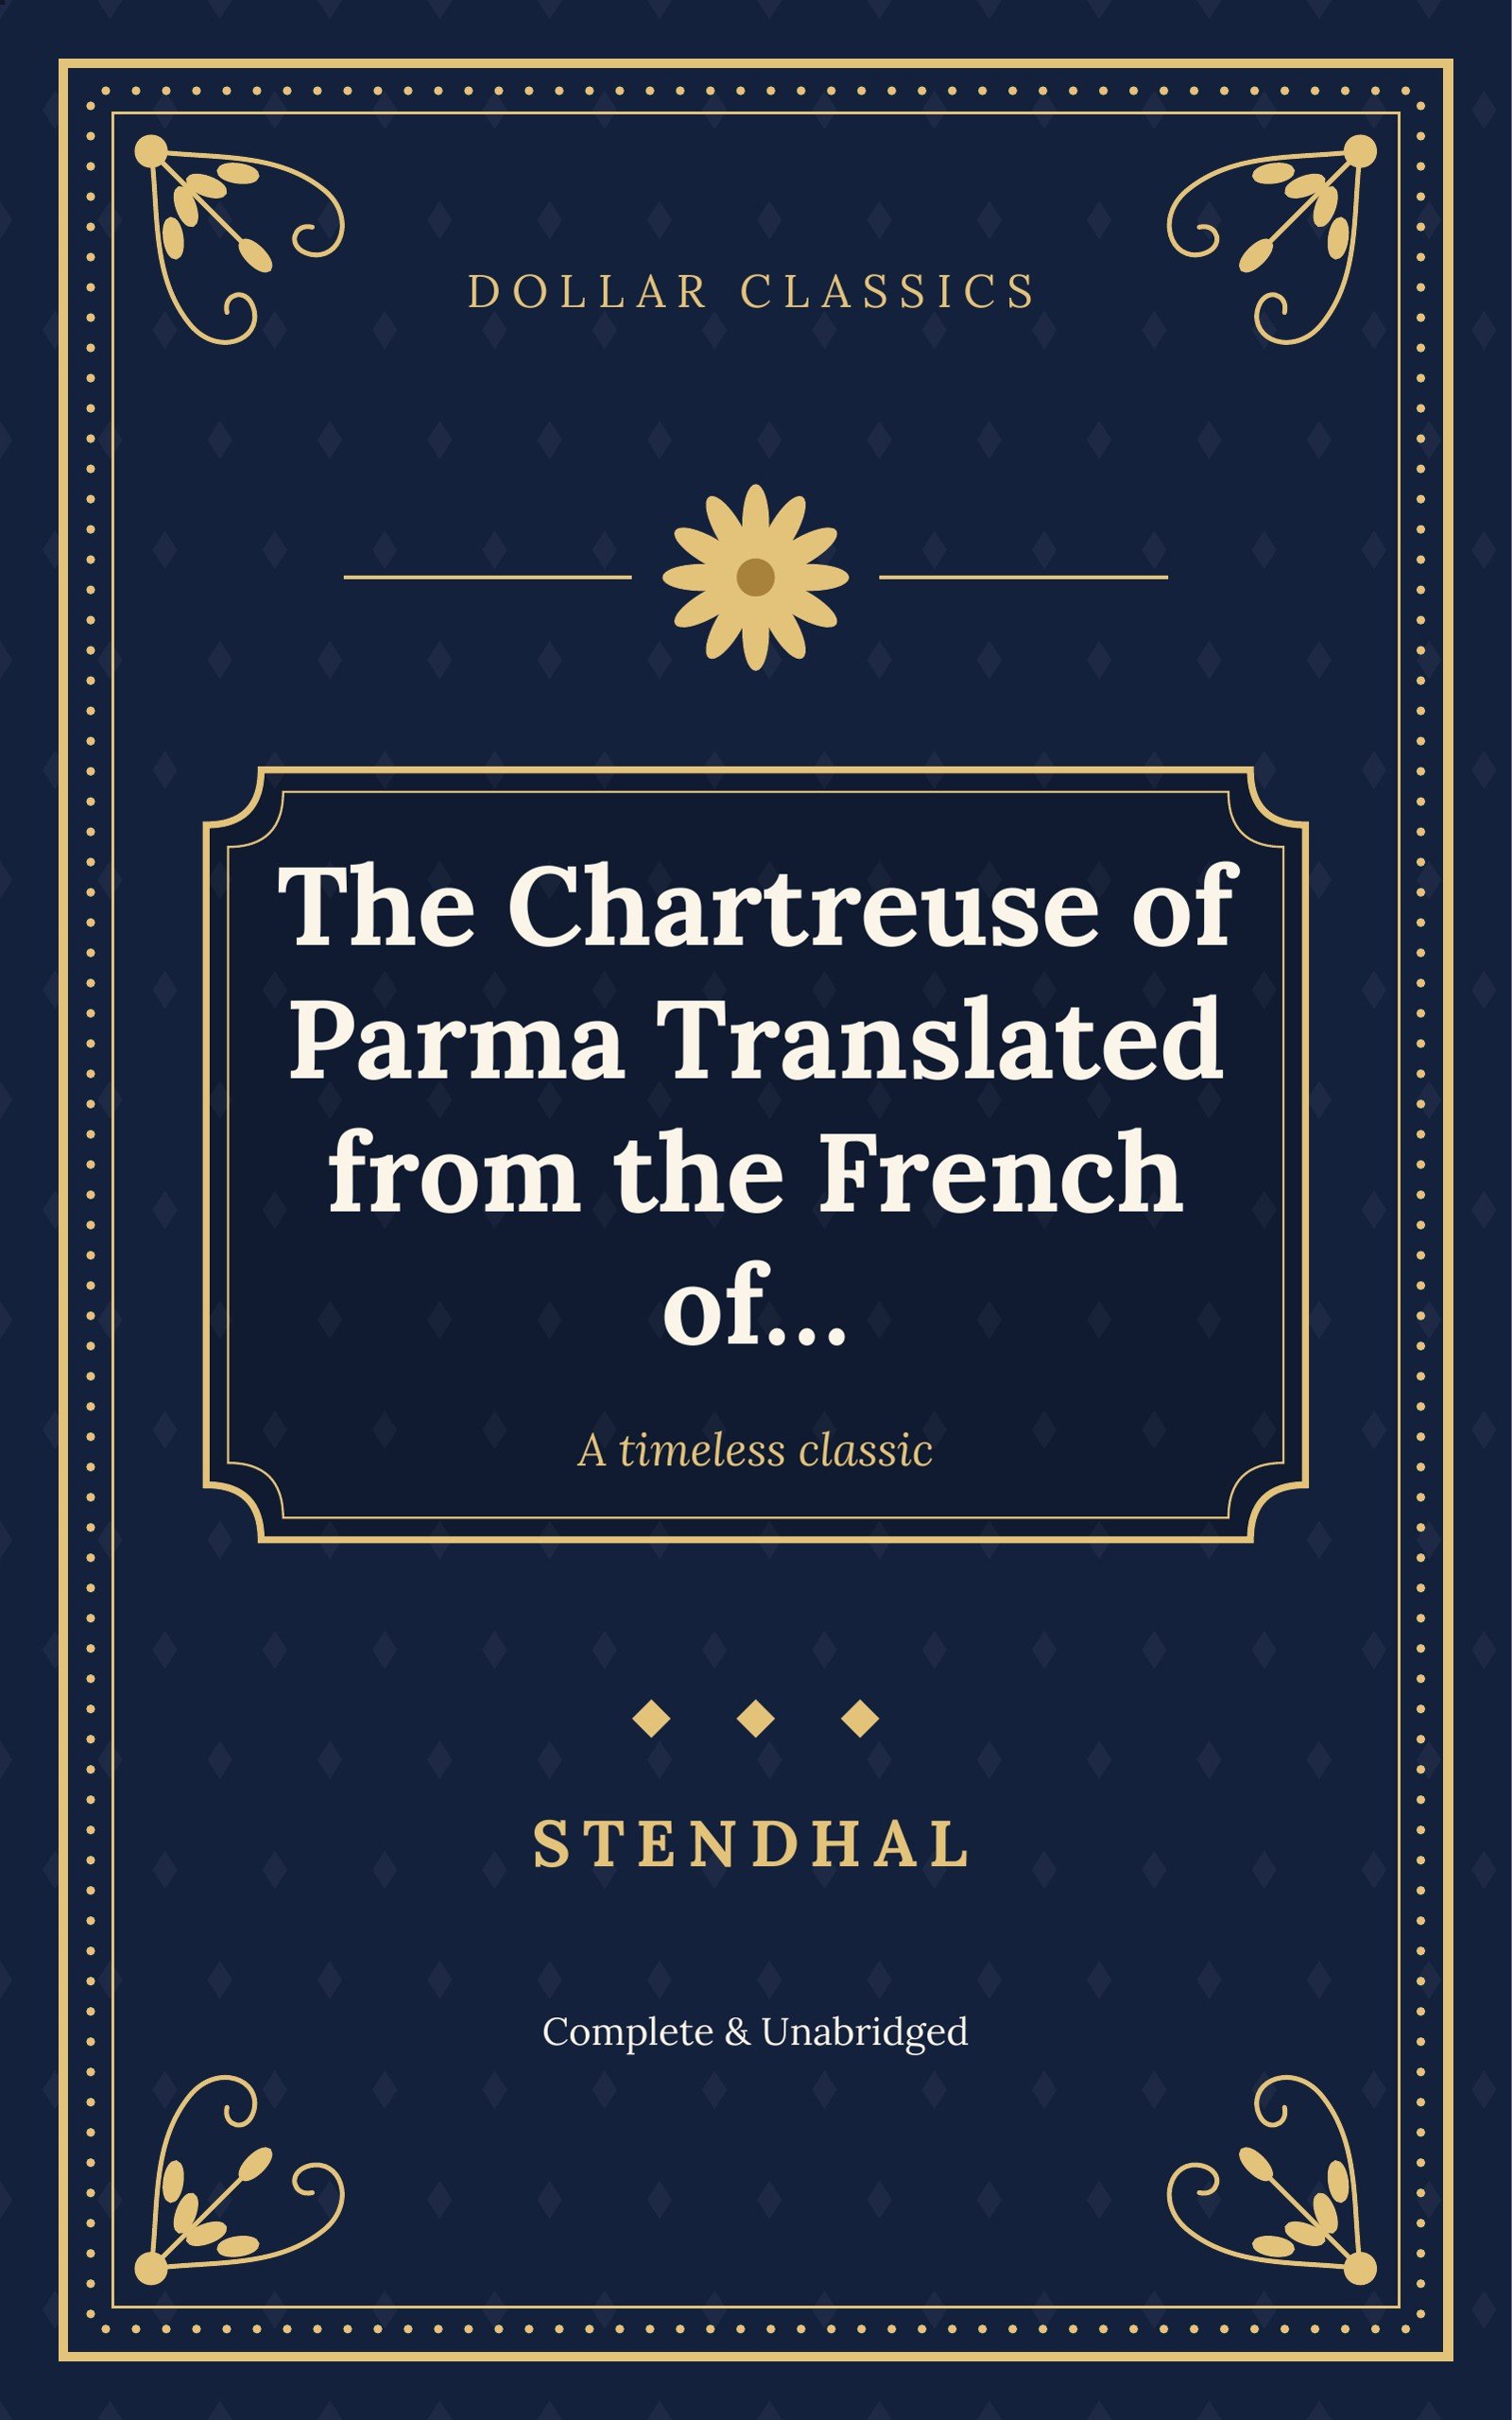 DOLLAR CLASSICS
The Chartreuse of
Parma Translated
from the French
of...
A timeless classic
STENDHAL
Complete & Unabridged